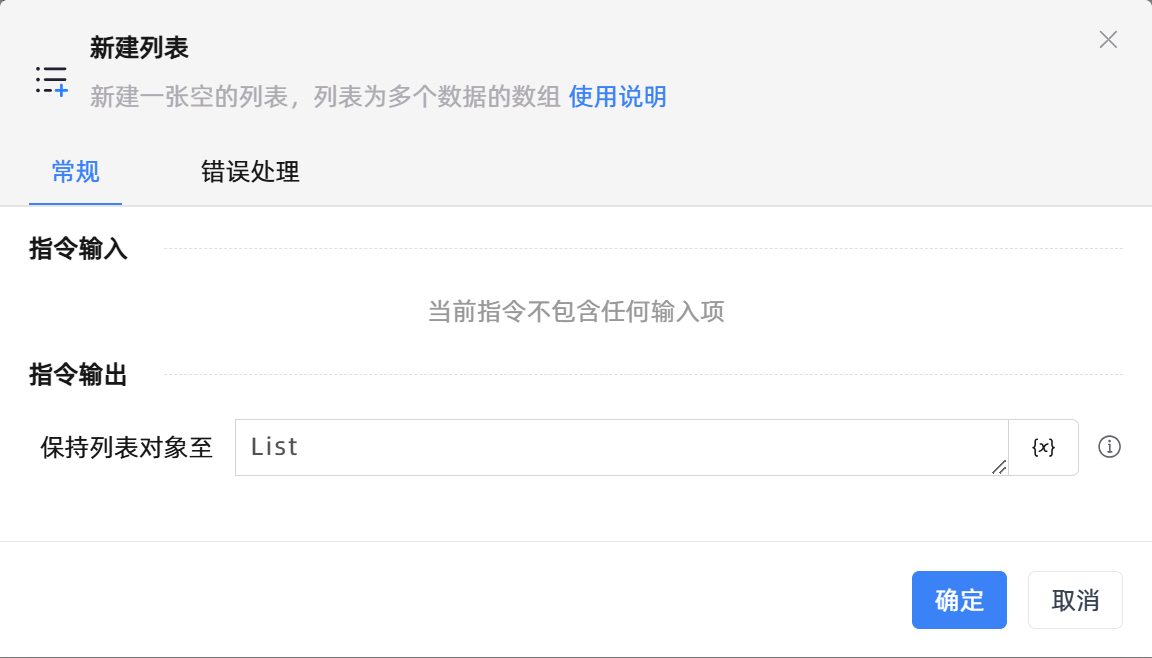 新建列表
新建一张空的列表，列表为多个数据的数组 使用说明
常规 错误处理
指令输入
当前指令不包含任何输入项
指令输出
保持列表对象至 List {x}
确定 取消